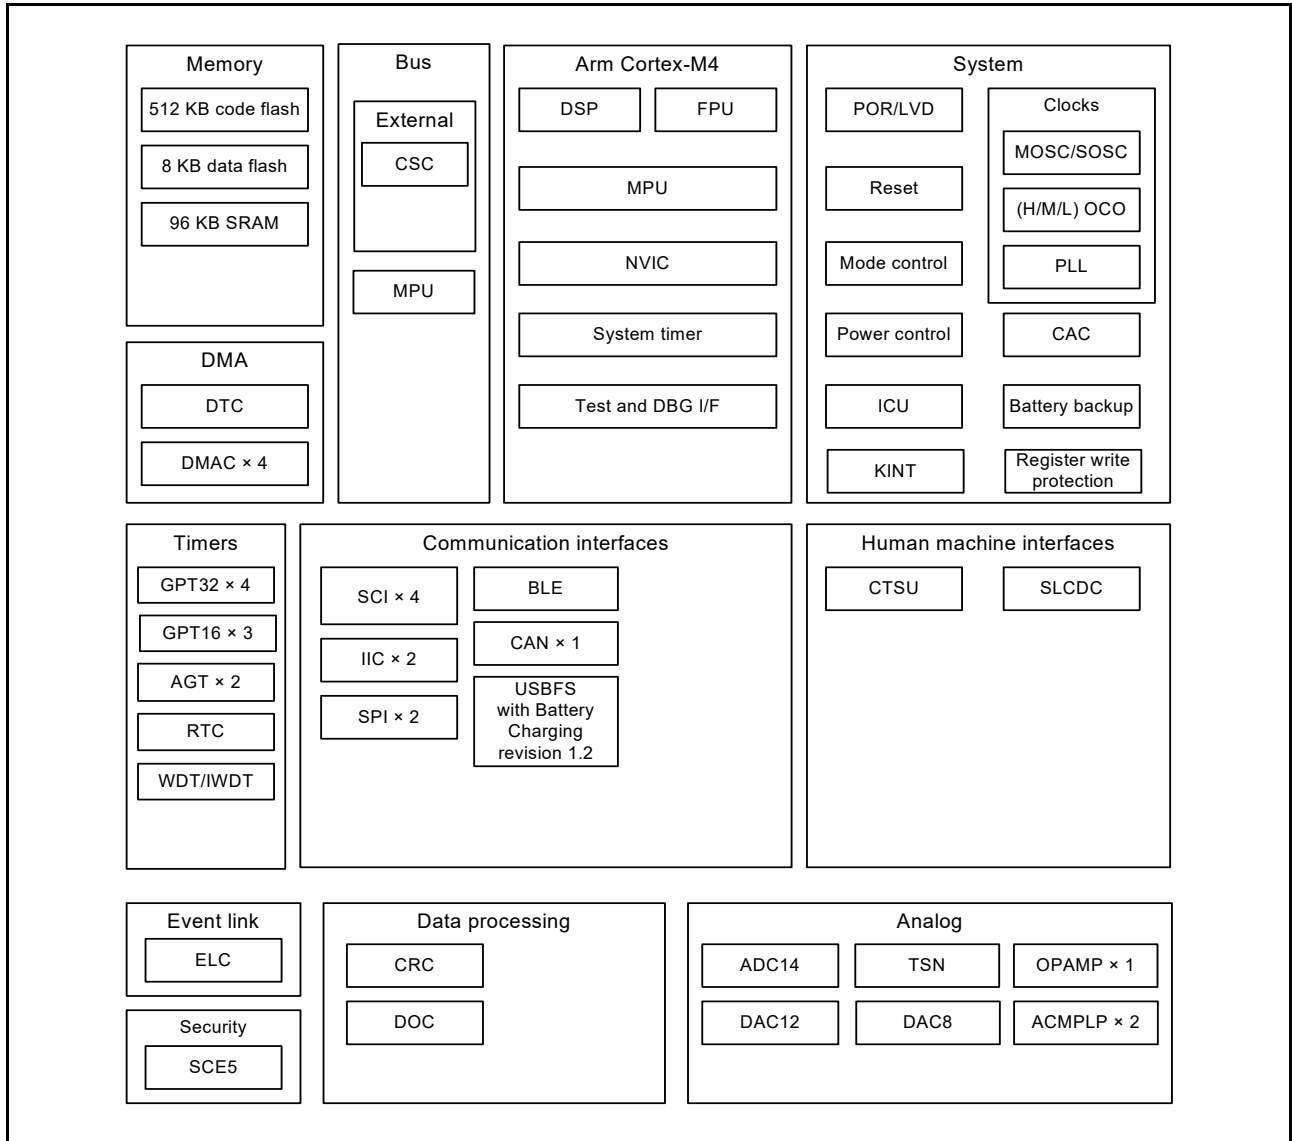 Memory
512 KB code flash
8 KB data flash
96 KB SRAM
DMA
DTC
DMAC × 4
Bus
External
CSC
MPU
Arm Cortex-M4
DSP
FPU
MPU
NVIC
System timer
Test and DBG I/F
System
POR/LVD
Reset
Mode control
Power control
ICU
KINT
Clocks
MOSC/SOSC
(H/M/L) OCO
PLL
CAC
Battery backup
Register write
protection
Timers
GPT32 × 4
GPT16 × 3
AGT × 2
RTC
WDT/IWDT
Communication interfaces
SCI × 4
IIC × 2
SPI × 2
BLE
CAN × 1
USBFS
with Battery
Charging
revision 1.2
Human machine interfaces
CTSU
SLCDC
Event link
ELC
Security
SCE5
Data processing
CRC
DOC
Analog
ADC14
TSN
OPAMP × 1
DAC12
DAC8
ACMPLP × 2